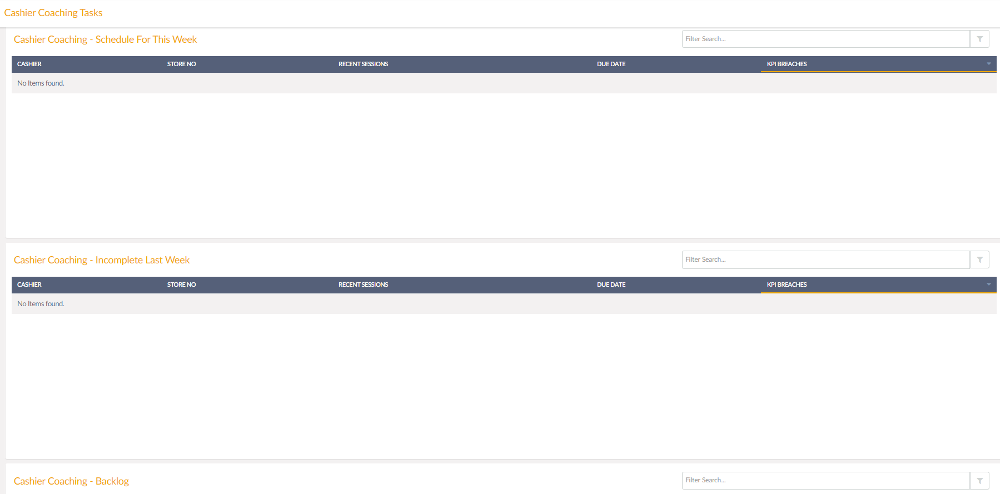 Cashier Coaching Tasks
Cashier Coaching - Schedule For This Week
Filter Search...
CASHIER STORE NO RECENT SESSIONS DUE DATE KPI BREACHES
No Items found.
Cashier Coaching - Incomplete Last Week
Filter Search...
CASHIER STORE NO RECENT SESSIONS DUE DATE KPI BREACHES
No Items found.
Cashier Coaching - Backlog
Filter Search...